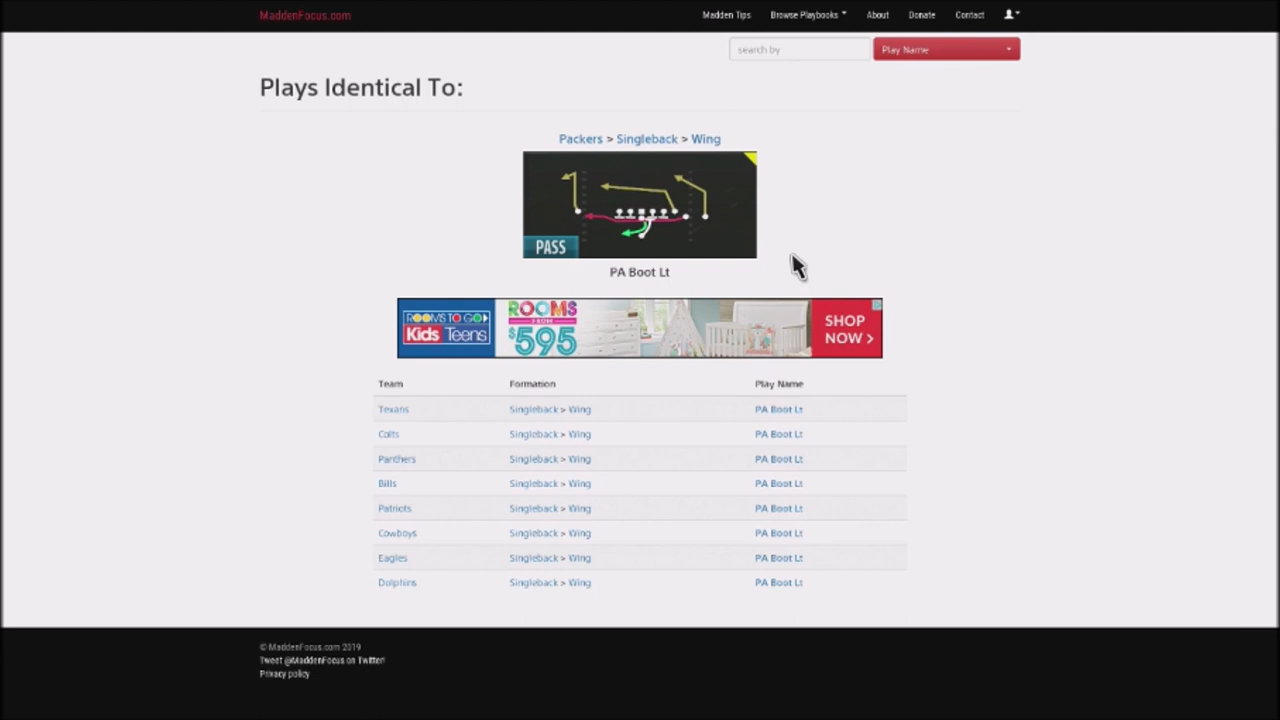 MaddenFocus.com Madden Tips Browse Playbooks About Donate Contact
search by Play Name
Plays Identical To:
Packers > Singleback > Wing
PASS
PA Boot Lt
ROOMS TO GO Kids Teens ROOMS FROM $595 SHOP NOW >
Team Formation Play Name
Texans Singleback > Wing PA Boot Lt
Colts Singleback > Wing PA Boot Lt
Panthers Singleback > Wing PA Boot Lt
Bills Singleback > Wing PA Boot Lt
Patriots Singleback > Wing PA Boot Lt
Cowboys Singleback > Wing PA Boot Lt
Eagles Singleback > Wing PA Boot Lt
Dolphins Singleback > Wing PA Boot Lt
© MaddenFocus.com 2019
Tweet @MaddenFocus on Twitter!
Privacy policy